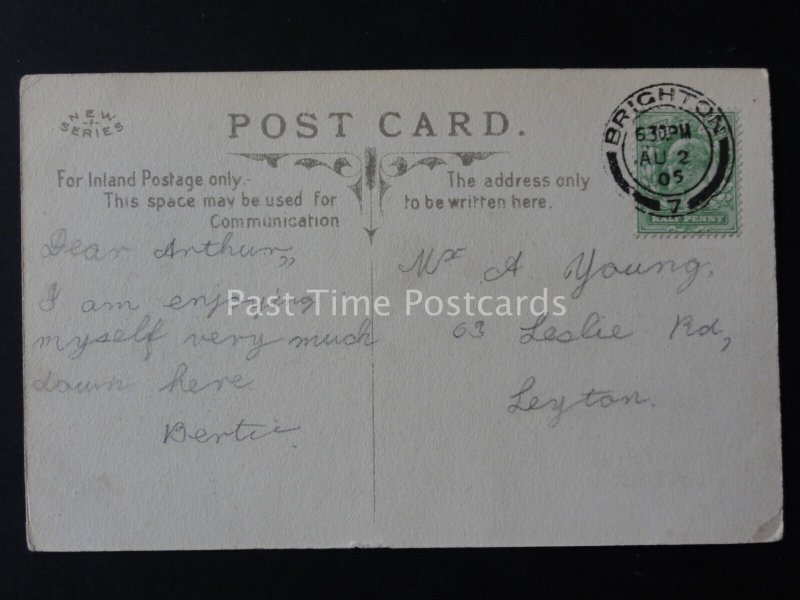 NEW
SERIES
POST CARD.
For Inland Postage only.
This space may be used for
Communication
The address only
to be written here.
BRIGHTON
6 30PM
AU 2
05
7
HALF PENNY
Dear Arthur,,
I am enjoying
myself very much
down here
Bertie
Mr A Young.
63 Leslie Rd,
Leyton.
Past Time Postcards